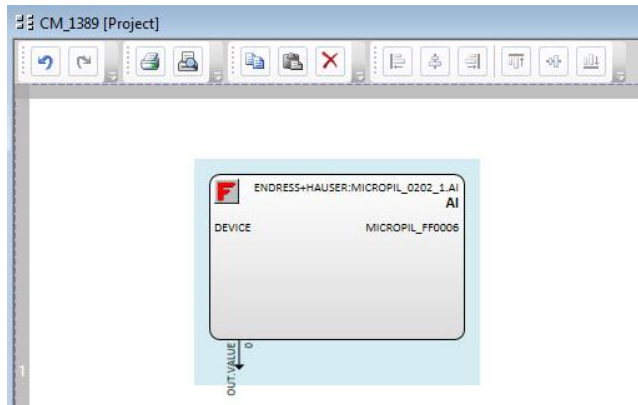 CM_1389 [Project]
ENDRESS+HAUSER:MICROPIL_0202_1.AI
AI
DEVICE
MICROPIL_FF0006
OUT.VALUE
0
1